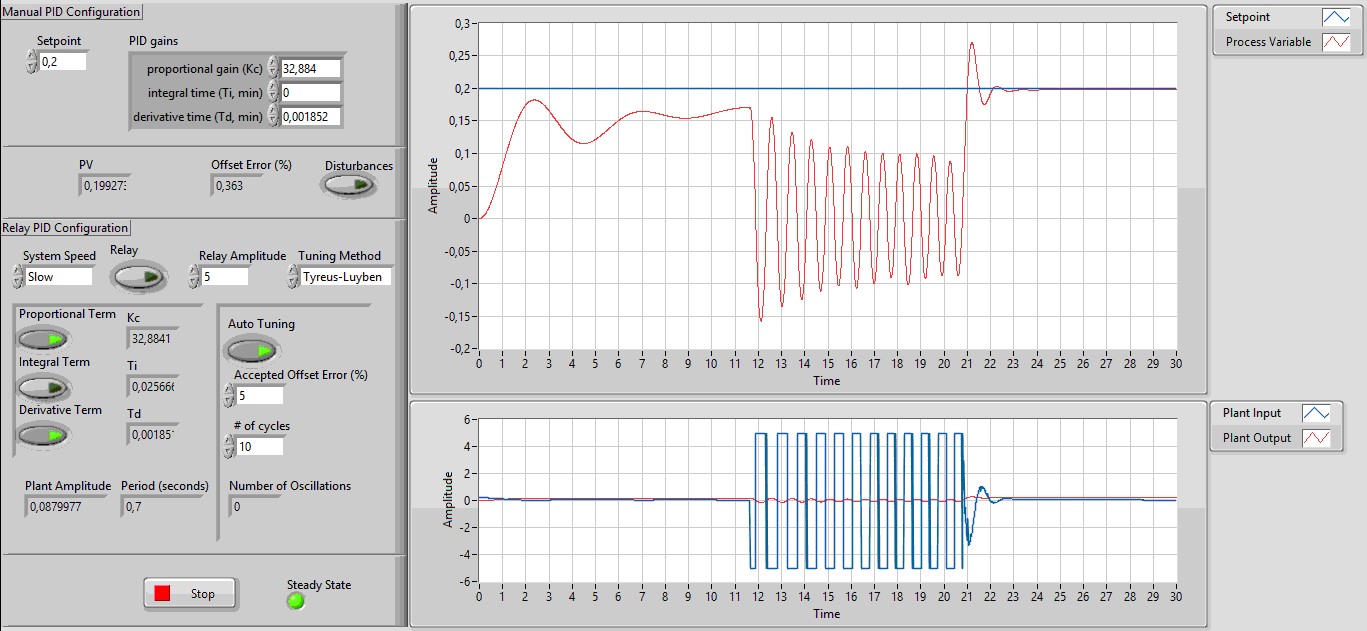 Manual PID Configuration
Setpoint
0,2
PID gains
proportional gain (Kc) 32,884
integral time (Ti, min) 0
derivative time (Td, min) 0,001852
PV
0,199273
Offset Error (%)
0,363
Disturbances
Relay PID Configuration
System Speed
Slow
Relay
Relay Amplitude
5
Tuning Method
Tyreus-Luyben
Proportional Term
Kc
32,8841
Integral Term
Ti
0,025666
Derivative Term
Td
0,00185
Plant Amplitude
0,0879977
Period (seconds)
0,7
Auto Tuning
Accepted Offset Error (%)
5
# of cycles
10
Number of Oscillations
0
Stop
Steady State
0,3
0,25
0,2
0,15
0,1
0,05
0
-0,05
-0,1
-0,15
-0,2
Amplitude
0 1 2 3 4 5 6 7 8 9 10 11 12 13 14 15 16 17 18 19 20 21 22 23 24 25 26 27 28 29 30
Time
Setpoint
Process Variable
6
4
2
0
-2
-4
-6
Amplitude
0 1 2 3 4 5 6 7 8 9 10 11 12 13 14 15 16 17 18 19 20 21 22 23 24 25 26 27 28 29 30
Time
Plant Input
Plant Output